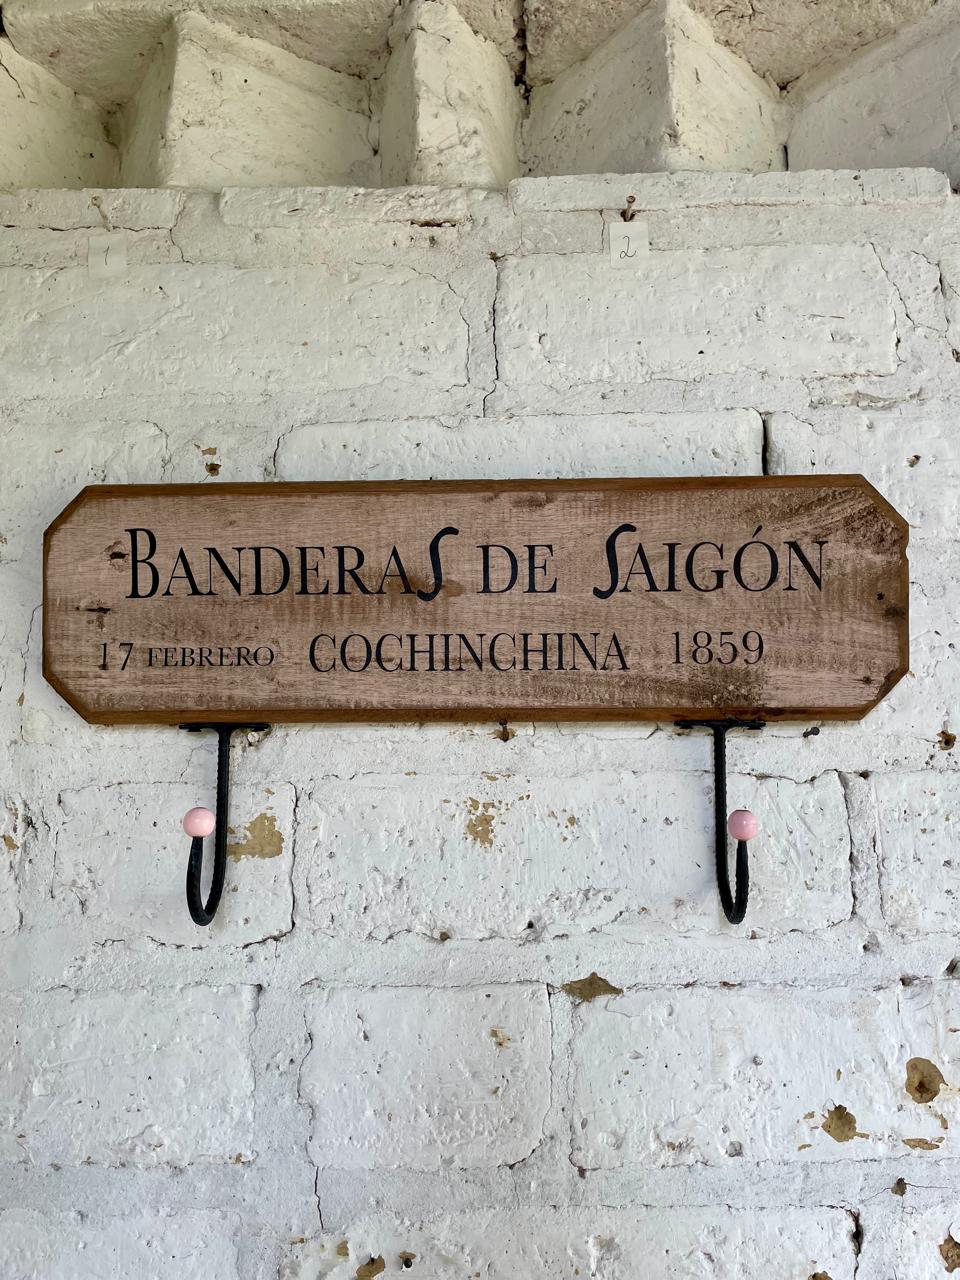 1
2
BANDERAS DE SAIGÓN
17 FEBRERO COCHINCHINA 1859